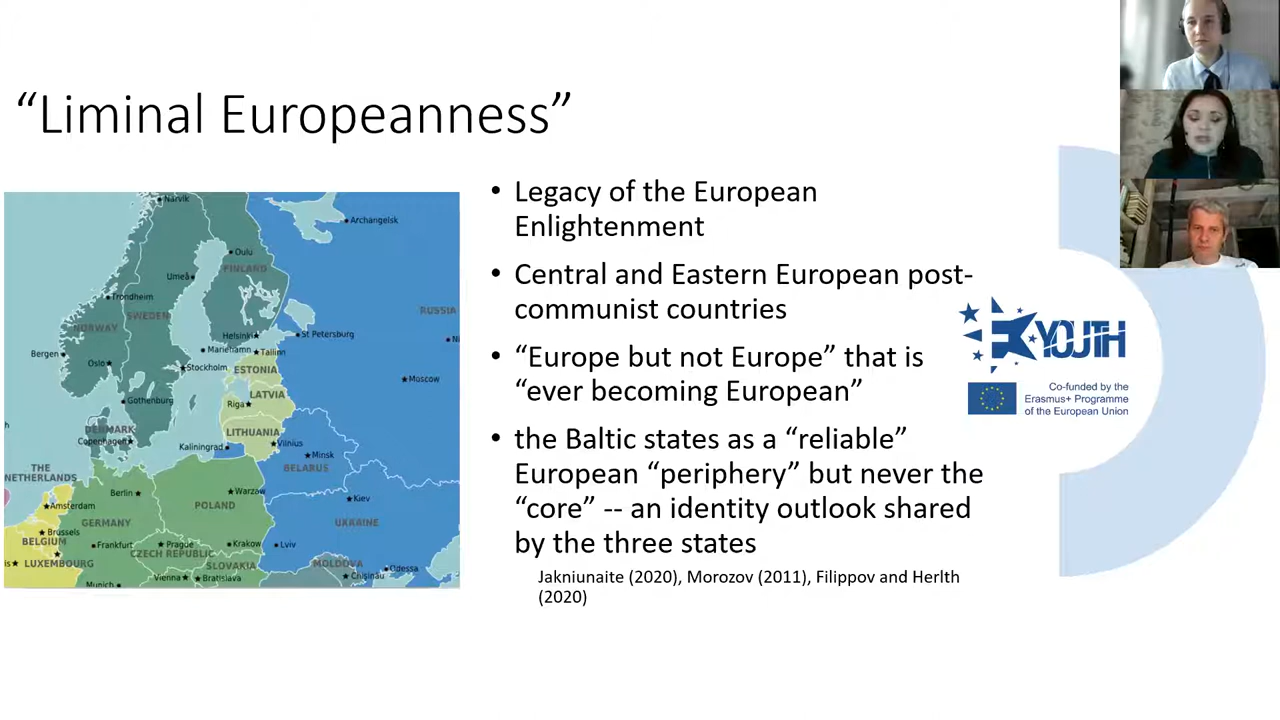 “Liminal Europeanness”
• Legacy of the European
Enlightenment
• Central and Eastern European post-
communist countries
• “Europe but not Europe” that is
“ever becoming European”
• the Baltic states as a “reliable”
European “periphery” but never the
“core” -- an identity outlook shared
by the three states
Jakniunaite (2020), Morozov (2011), Filippov and Herlth
(2020)
Narvik
Archangelsk
Oulu
FINLAND
Umeå
Trondheim
RUSSIA
SWEDEN
NORWAY
Helsinki
St Petersburg
Bergen
Mariehamn
Tallinn
Oslo
Stockholm
ESTONIA
Moscow
LATVIA
Gothenburg
Riga
DENMARK
LITHUANIA
Copenhagen
Kaliningrad
Vilnius
Minsk
THE
NETHERLANDS
BELARUS
Berlin
Warzaw
Amsterdam
POLAND
Kiev
GERMANY
UKRAINE
Brussels
BELGIUM
Frankfurt
Prague
Krakow
Lviv
CZECH REPUBLIC
LUXEMBOURG
SLOVAKIA
MOLDOVA
Odessa
Vienna
Bratislava
Chişinău
Munich
YOUTH
Co-funded by the
Erasmus+ Programme
of the European Union